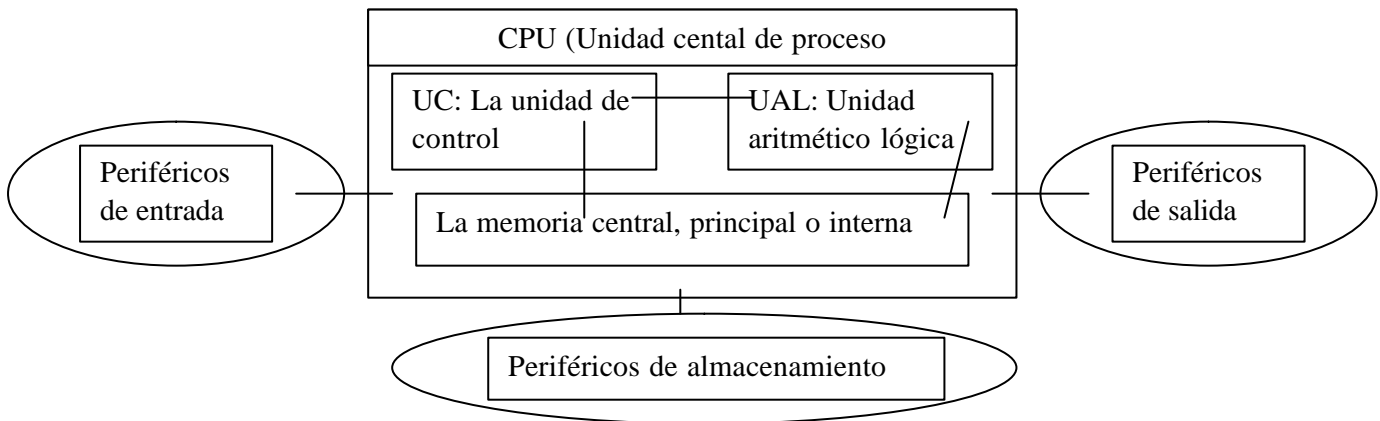 CPU (Unidad cental de proceso
UC: La unidad de
control
UAL: Unidad
aritmético lógica
Periféricos
de entrada
La memoria central, principal o interna
Periféricos
de salida
Periféricos de almacenamiento